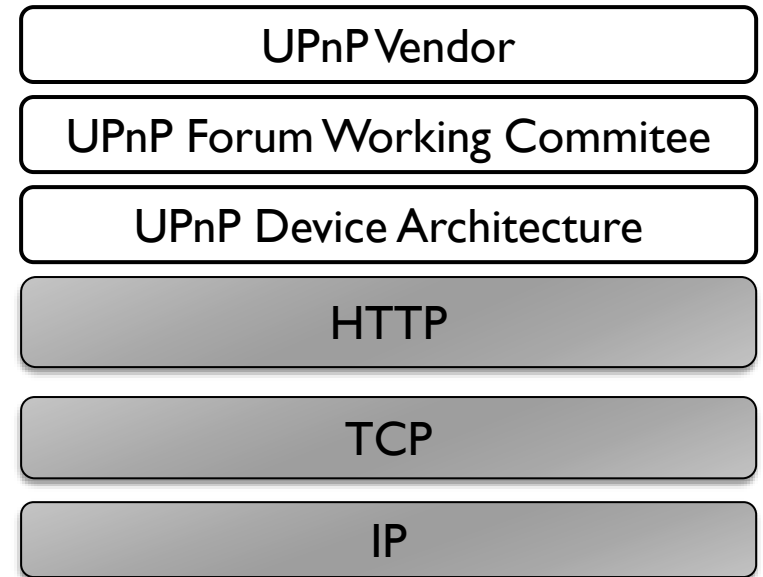 UPnP Vendor
UPnP Forum Working Commitee
UPnP Device Architecture
HTTP
TCP
IP